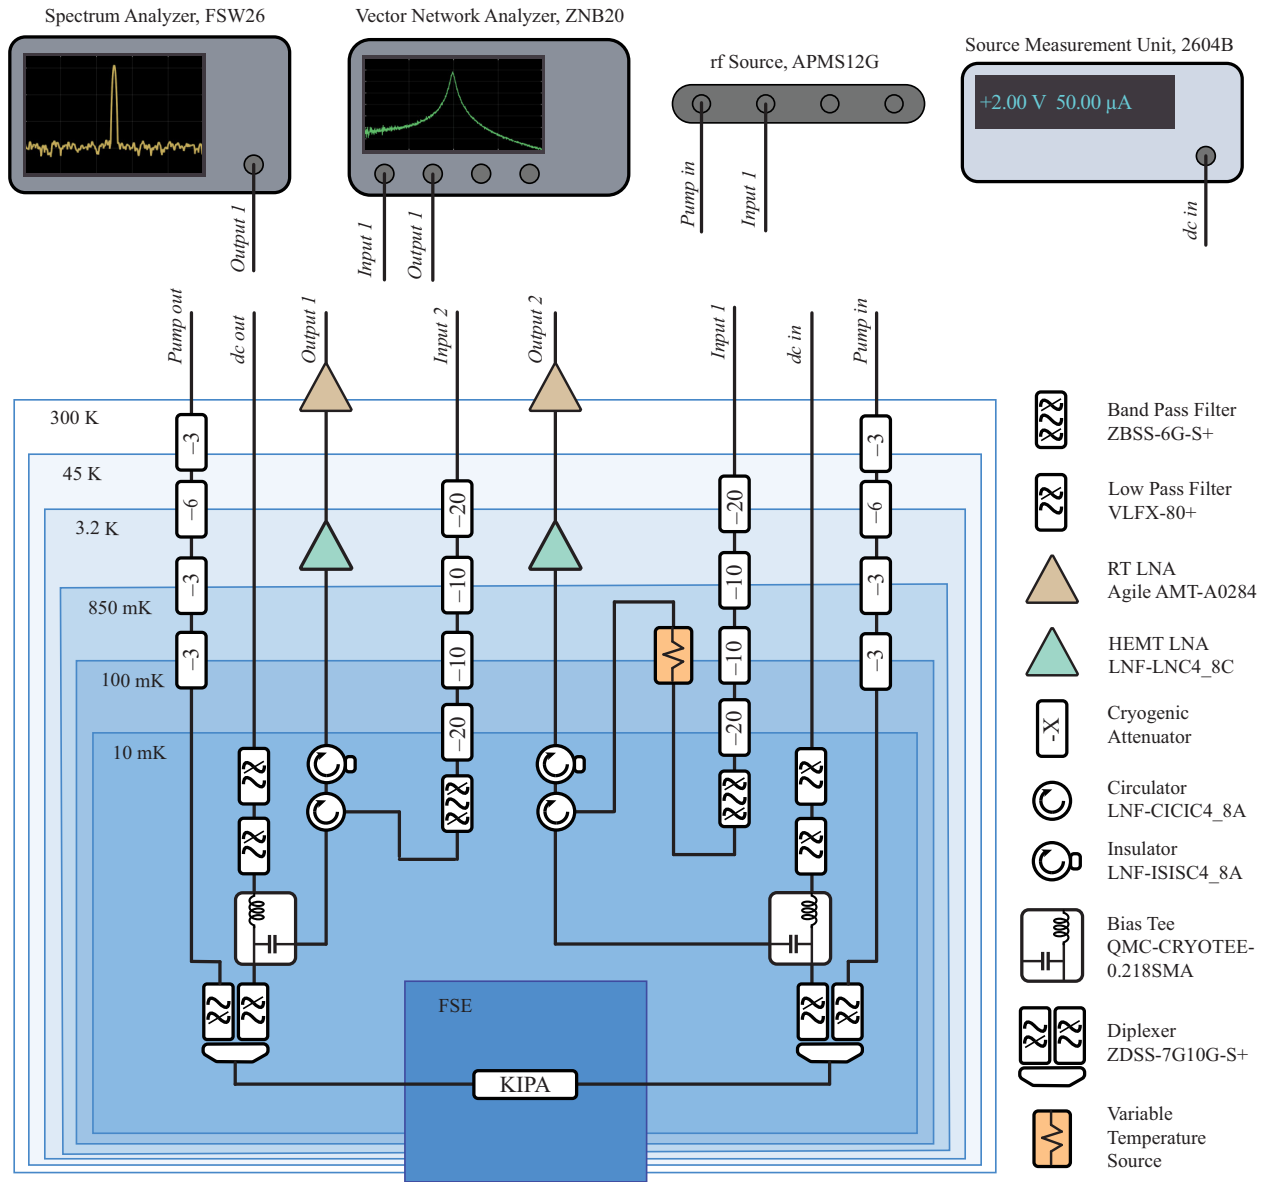 Spectrum Analyzer, FSW26
Vector Network Analyzer, ZNB20
rf Source, APMS12G
Source Measurement Unit, 2604B
+2.00 V 50.00 µA
Output 1
Input 1
Output 1
Pump in
Input 1
dc in
Pump out
dc out
Output 1
Input 2
Output 2
Input 1
dc in
Pump in
300 K
45 K
3.2 K
850 mK
100 mK
10 mK
−3
−6
−3
−3
−20
−10
−10
−20
−20
−10
−10
−20
−3
−6
−3
−3
FSE
KIPA
Band Pass Filter
ZBSS-6G-S+
Low Pass Filter
VLFX-80+
RT LNA
Agile AMT-A0284
HEMT LNA
LNF-LNC4_8C
-X
Cryogenic
Attenuator
Circulator
LNF-CICIC4_8A
Insulator
LNF-ISISC4_8A
Bias Tee
QMC-CRYOTEE-
0.218SMA
Diplexer
ZDSS-7G10G-S+
Variable
Temperature
Source